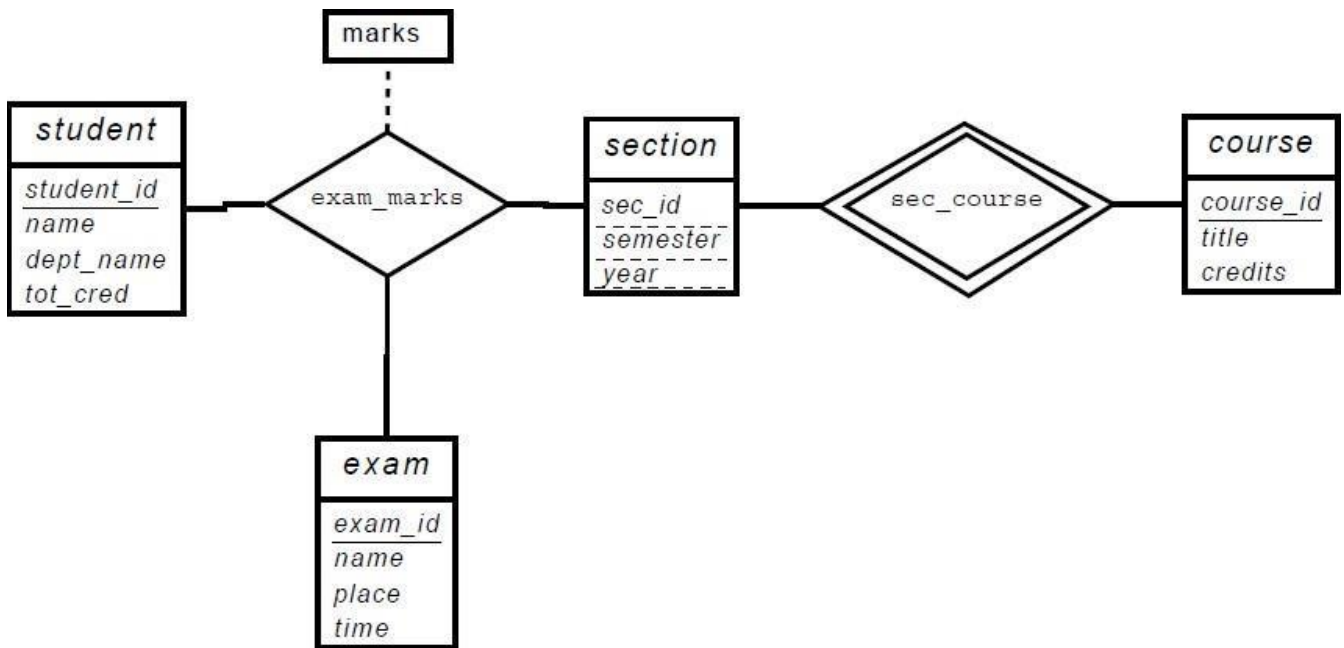 marks
student
student_id
name
dept_name
tot_cred
exam_marks
section
sec_id
semester
year
sec_course
course
course_id
title
credits
exam
exam_id
name
place
time